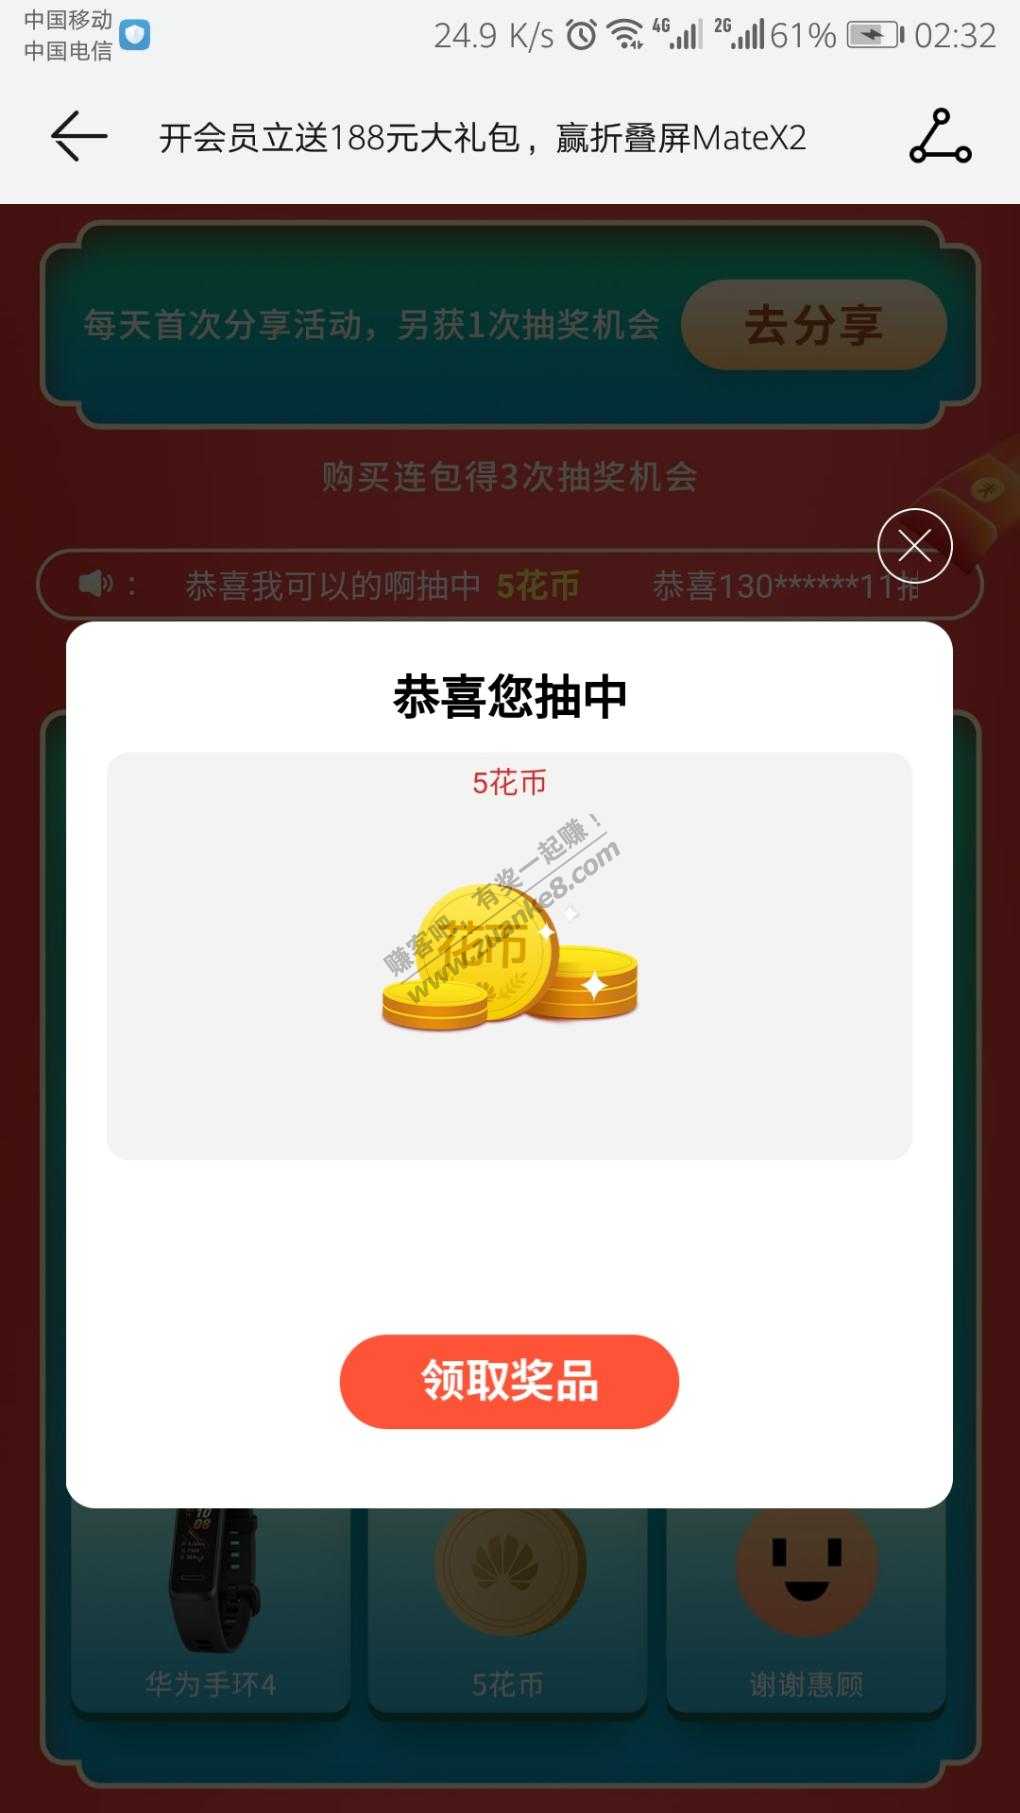 中国移动
中国电信
24.9 K/s 4G 2G 61% 02:32
开会员立送188元大礼包，赢折叠屏MateX2
每天首次分享活动，另获1次抽奖机会
去分享
购买连包得3次抽奖机会
： 恭喜我可以的啊抽中 5花币 恭喜130******11抽
恭喜您抽中
5花币
花币
赚客吧，有奖一起赚！
www.zuanke8.com
领取奖品
10
08
华为手环4
5花币
谢谢惠顾